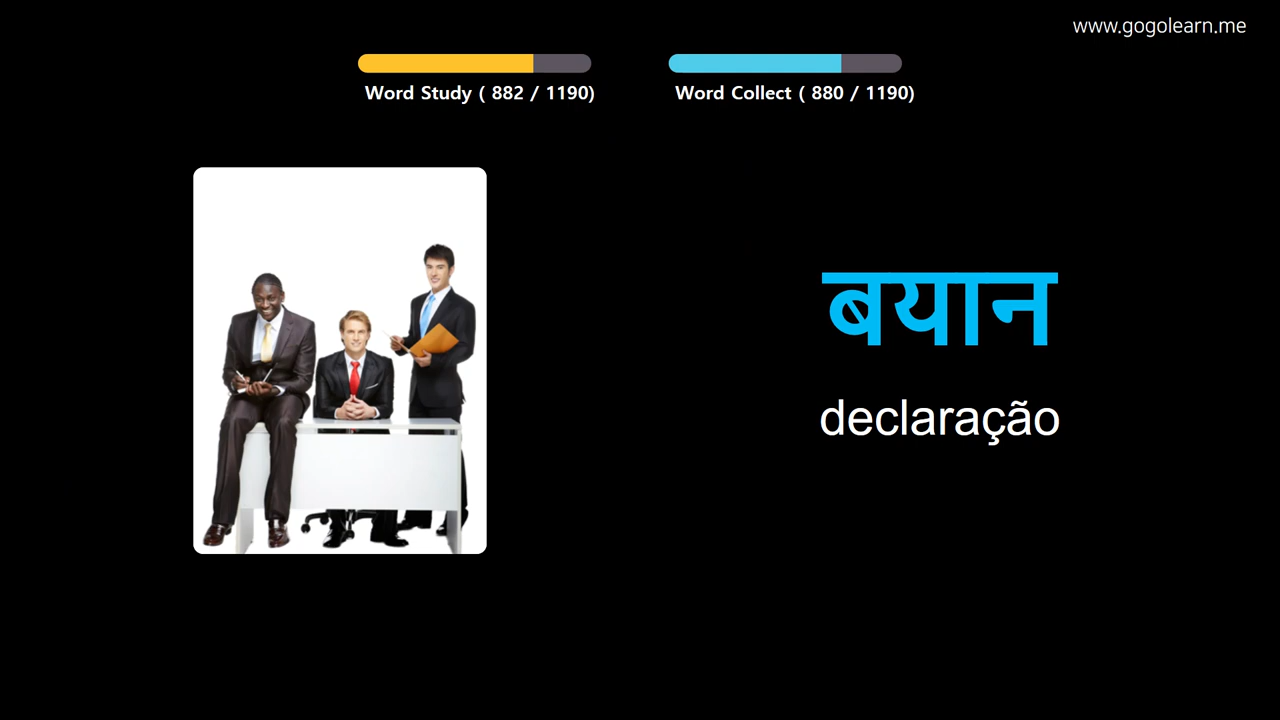 www.gogolearn.me
Word Study ( 882 / 1190)
Word Collect ( 880 / 1190)
बयान
declaração